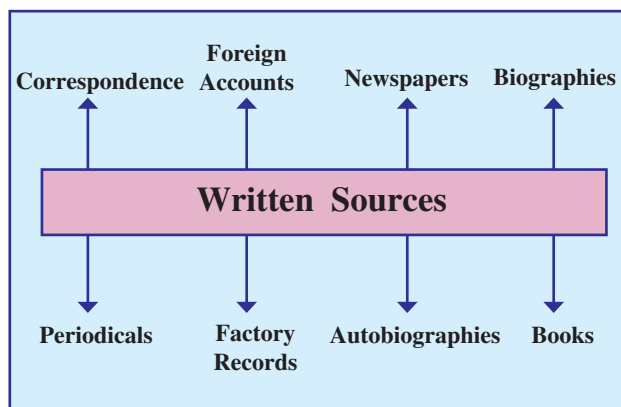 Correspondence
Foreign
Accounts
Newspapers
Biographies
Written Sources
Periodicals
Factory
Records
Autobiographies
Books